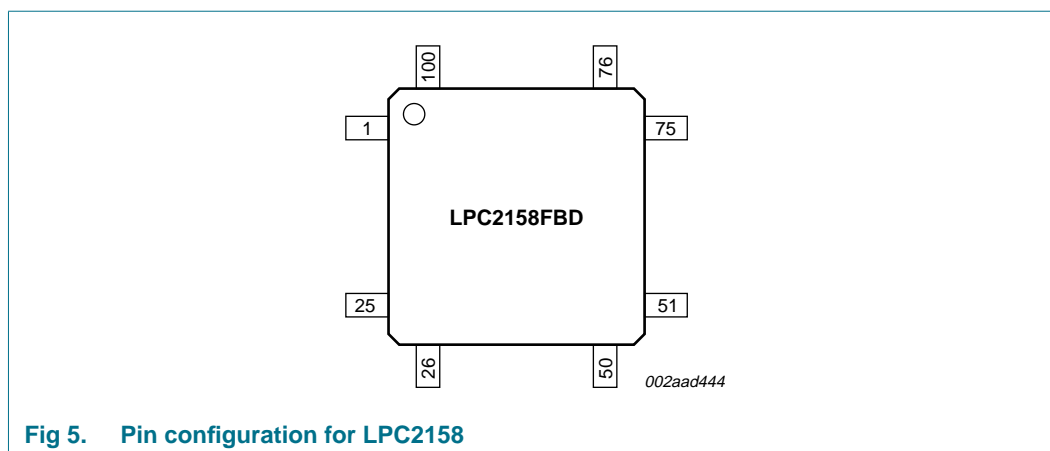 100 76
1 75
LPC2158FBD
25 51
26 50
002aad444
Fig 5. Pin configuration for LPC2158